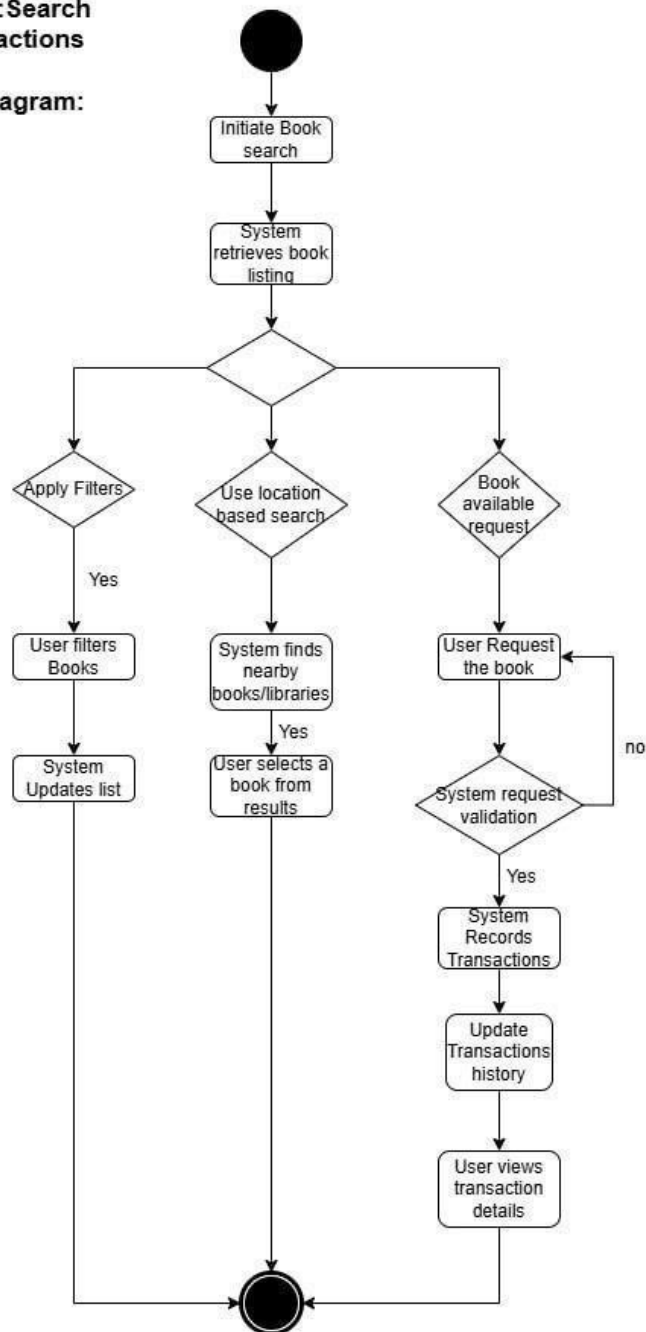 :Search
actions
agram:
Initiate Book
search
System
retrieves book
listing
Apply Filters
Use location
based search
Book
available
request
Yes
User filters
Books
System finds
nearby
books/libraries
User Request
the book
no
Yes
System
Updates list
User selects a
book from
results
System request
validation
Yes
System
Records
Transactions
Update
Transactions
history
User views
transaction
details